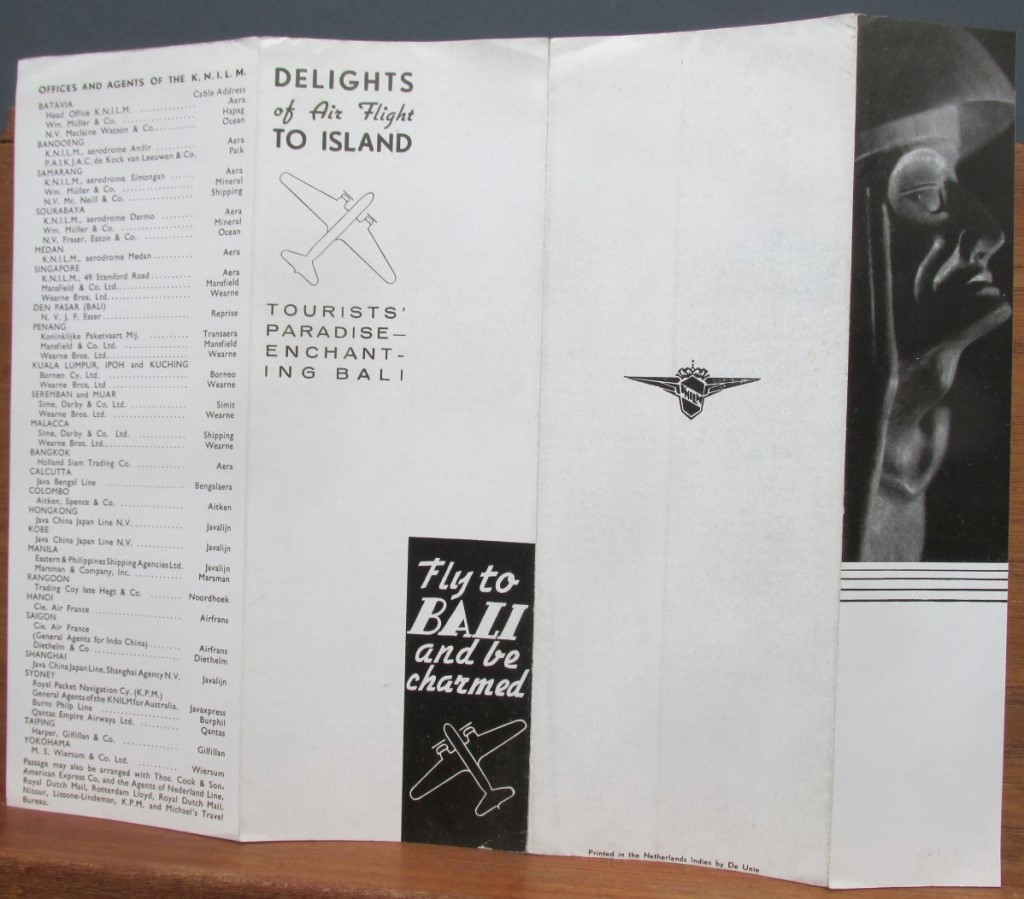 OFFICES AND AGENTS OF THE K.N.I.L.M.
Cable Address
BATAVIA
Head Office K.N.I.L.M. .............. Aera
Wm. Müller & Co. .............. Hapag
N.V. Maclaine Watson & Co. .............. Ocean
BANDOENG
K.N.I.L.M., aerodrome Andir .............. Aera
P.A.I.K.J.A.C. de Kock van Leeuwen & Co. Paik
SAMARANG
K.N.I.L.M., aerodrome Simongan ...... Aera
Wm. Müller & Co. .............. Mineral
N.V. Mc. Neill & Co. .............. Shipping
SOURABAYA
K.N.I.L.M., aerodrome Darmo ........ Aera
Wm. Müller & Co. .............. Mineral
N.V. Fraser, Eaton & Co. .............. Ocean
MEDAN
K.N.I.L.M., aerodrome Medan .......... Aera
SINGAPORE
K.N.I.L.M., 49 Stamford Road .......... Aera
Mansfield & Co. Ltd. .............. Mansfield
Wearne Bros. Ltd. .............. Wearne
DEN PASAR (BALI)
N. V. J. F. Esser .............. Reprise
PENANG
Koninklijke Paketvaart Mij. .............. Transaera
Mansfield & Co. Ltd. .............. Mansfield
Wearne Bros. Ltd. .............. Wearne
KUALA LUMPUR, IPOH and KUCHING
Borneo Cy. Ltd. .............. Borneo
Wearne Bros. Ltd .............. Wearne
SEREMBAN and MUAR
Sime, Darby & Co. Ltd. .............. Simit
Wearne Bros. Ltd. .............. Wearne
MALACCA
Sime, Darby & Co. Ltd. .............. Shipping
Wearne Bros. Ltd. .............. Wearne
BANGKOK
Holland Siam Trading Co. .............. Aera
CALCUTTA
Java Bengal Line .............. Bengalaera
COLOMBO
Aitken, Spence & Co. .............. Aitken
HONGKONG
Java China Japan Line N.V. .............. Javalijn
KOBE
Java China Japan Line N.V. .............. Javalijn
MANILA
Eastern & Philippines Shipping Agencies Ltd. Javalijn
Marsman & Company, Inc. .............. Marsman
RANGOON
Trading Coy late Hegt & Co. ........ Noordhoek
HANOI
Cie. Air France .............. Airfrans
SAIGON
Cie. Air France
(General Agents for Indo China) ........ Airfrans
Diethelm & Co .............. Diethelm
SHANGHAI
Java China Japan Line, Shanghai Agency N.V. Javalijn
SYDNEY
Royal Packet Navigation Cy. (K.P.M.)
General Agents of the KNILM for Australia. Javaxpress
Burns Philp Line .............. Burphil
Qantas Empire Airways Ltd. .......... Qantas
TAIPING
Harper, Gilfillan & Co. .............. Gilfillan
YOKOHAMA
M. S. Wiersum & Co. Ltd. .......... Wiersum
Passage may also be arranged with Thos. Cook & Son,
American Express Co, and the Agents of Nederland Line,
Royal Dutch Mail, Rotterdam Lloyd, Royal Dutch Mail,
Nitour, Lissone-Lindeman, K.P.M. and Michael's Travel
Bureau.
DELIGHTS
of Air Flight
TO ISLAND
TOURISTS'
PARADISE—
ENCHANT-
ING BALI
Fly to
BALI
and be
charmed
KNILM
Printed in the Netherlands Indies by De Unie